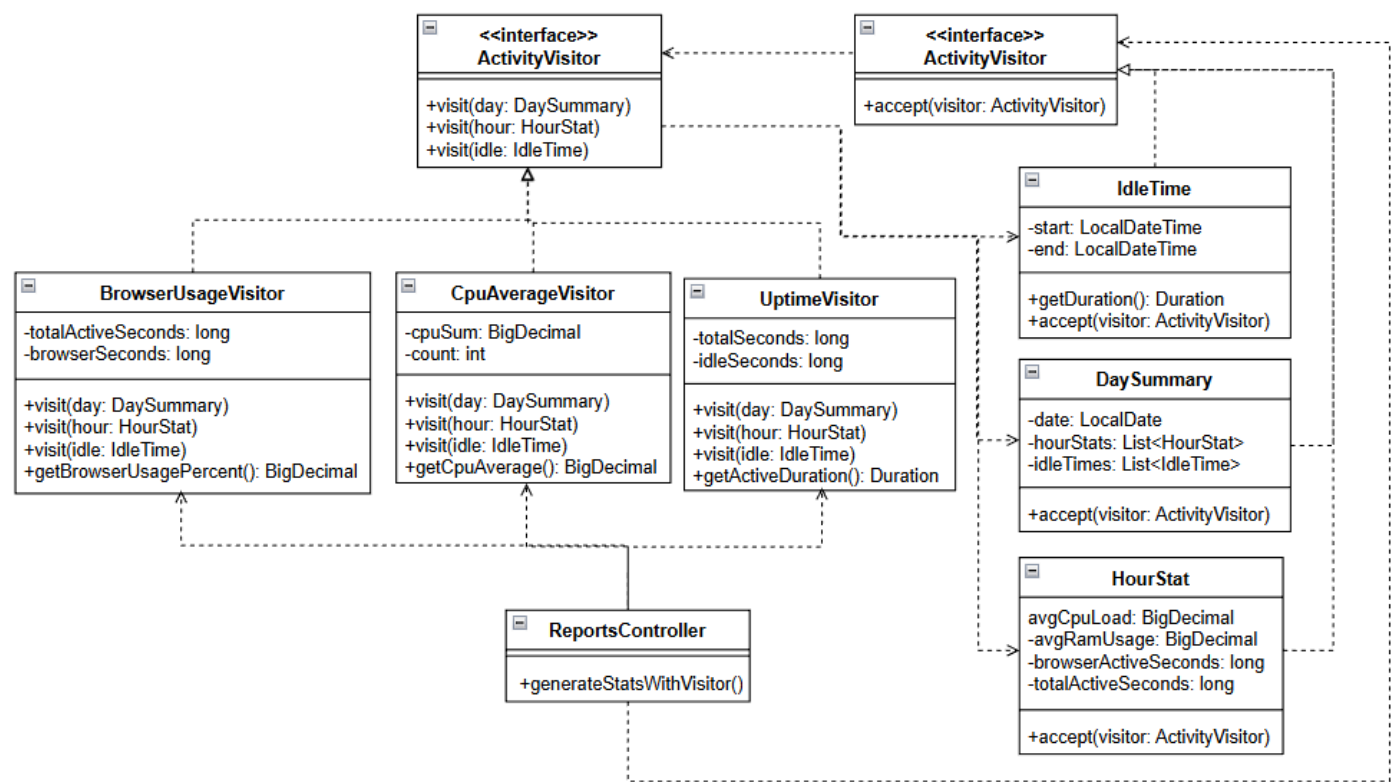 <<interface>>
ActivityVisitor
+visit(day: DaySummary)
+visit(hour: HourStat)
+visit(idle: IdleTime)
<<interface>>
ActivityVisitor
+accept(visitor: ActivityVisitor)
IdleTime
-start: LocalDateTime
-end: LocalDateTime
+getDuration(): Duration
+accept(visitor: ActivityVisitor)
BrowserUsageVisitor
-totalActiveSeconds: long
-browserSeconds: long
+visit(day: DaySummary)
+visit(hour: HourStat)
+visit(idle: IdleTime)
+getBrowserUsagePercent(): BigDecimal
CpuAverageVisitor
-cpuSum: BigDecimal
-count: int
+visit(day: DaySummary)
+visit(hour: HourStat)
+visit(idle: IdleTime)
+getCpuAverage(): BigDecimal
UptimeVisitor
-totalSeconds: long
-idleSeconds: long
+visit(day: DaySummary)
+visit(hour: HourStat)
+visit(idle: IdleTime)
+getActiveDuration(): Duration
DaySummary
-date: LocalDate
-hourStats: List<HourStat>
-idleTimes: List<IdleTime>
+accept(visitor: ActivityVisitor)
HourStat
avgCpuLoad: BigDecimal
-avgRamUsage: BigDecimal
-browserActiveSeconds: long
-totalActiveSeconds: long
+accept(visitor: ActivityVisitor)
ReportsController
+generateStatsWithVisitor()